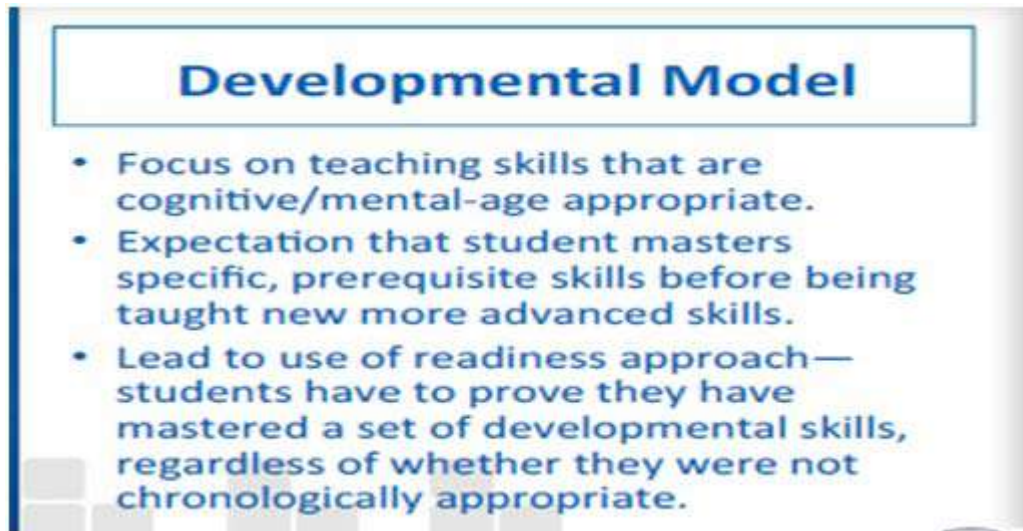 Developmental Model
• Focus on teaching skills that are
cognitive/mental-age appropriate.
• Expectation that student masters
specific, prerequisite skills before being
taught new more advanced skills.
• Lead to use of readiness approach—
students have to prove they have
mastered a set of developmental skills,
regardless of whether they were not
chronologically appropriate.